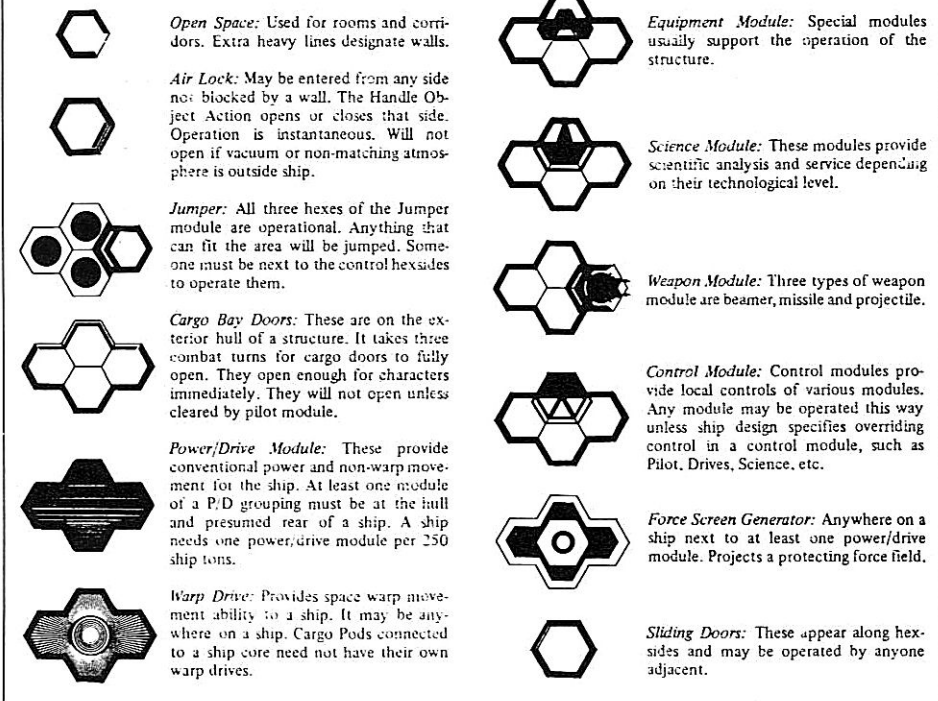 Open Space: Used for rooms and corri-
dors. Extra heavy lines designate walls.
Air Lock: May be entered from any side
not blocked by a wall. The Handle Ob-
ject Action opens or closes that side.
Operation is instantaneous. Will not
open if vacuum or non-matching atmos-
phere is outside ship.
Jumper: All three hexes of the Jumper
module are operational. Anything that
can fit the area will be jumped. Some-
one must be next to the control hexsides
to operate them.
Cargo Bay Doors: These are on the ex-
terior hull of a structure. It takes three
combat turns for cargo doors to fully
open. They open enough for characters
immediately. They will not open unless
cleared by pilot module.
Power/Drive Module: These provide
conventional power and non-warp move-
ment for the ship. At least one module
of a P/D grouping must be at the hull
and presumed rear of a ship. A ship
needs one power/drive module per 250
ship tons.
Warp Drive: Provides space warp move-
ment ability to a ship. It may be any-
where on a ship. Cargo Pods connected
to a ship core need not have their own
warp drives.
Equipment Module: Special modules
usually support the operation of the
structure.
Science Module: These modules provide
scientific analysis and service depending
on their technological level.
Weapon Module: Three types of weapon
module are beamer, missile and projectile.
Control Module: Control modules pro-
vide local controls of various modules.
Any module may be operated this way
unless ship design specifies overriding
control in a control module, such as
Pilot, Drives, Science, etc.
Force Screen Generator: Anywhere on a
ship next to at least one power/drive
module. Projects a protecting force field.
Sliding Doors: These appear along hex-
sides and may be operated by anyone
adjacent.